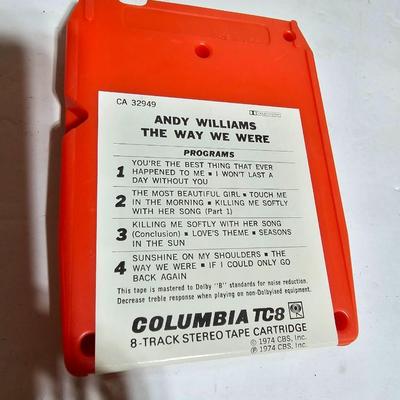 CA 32949
ANDY WILLIAMS
THE WAY WE WERE
PROGRAMS
1 YOU'RE THE BEST THING THAT EVER
HAPPENED TO ME ▪ I WON'T LAST A
DAY WITHOUT YOU
2 THE MOST BEAUTIFUL GIRL ▪ TOUCH ME
IN THE MORNING ▪ KILLING ME SOFTLY
WITH HER SONG (Part 1)
3 KILLING ME SOFTLY WITH HER SONG
(Conclusion) ▪ LOVE'S THEME ▪ SEASONS
IN THE SUN
4 SUNSHINE ON MY SHOULDERS ▪ THE
WAY WE WERE ▪ IF I COULD ONLY GO
BACK AGAIN
This tape is mastered to Dolby "B" standards for noise reduction.
Decrease treble response when playing on non-Dolbyised equipment.
COLUMBIA TC8
8-TRACK STEREO TAPE CARTRIDGE
© 1974 CBS, Inc.
℗ 1974 CBS, Inc.